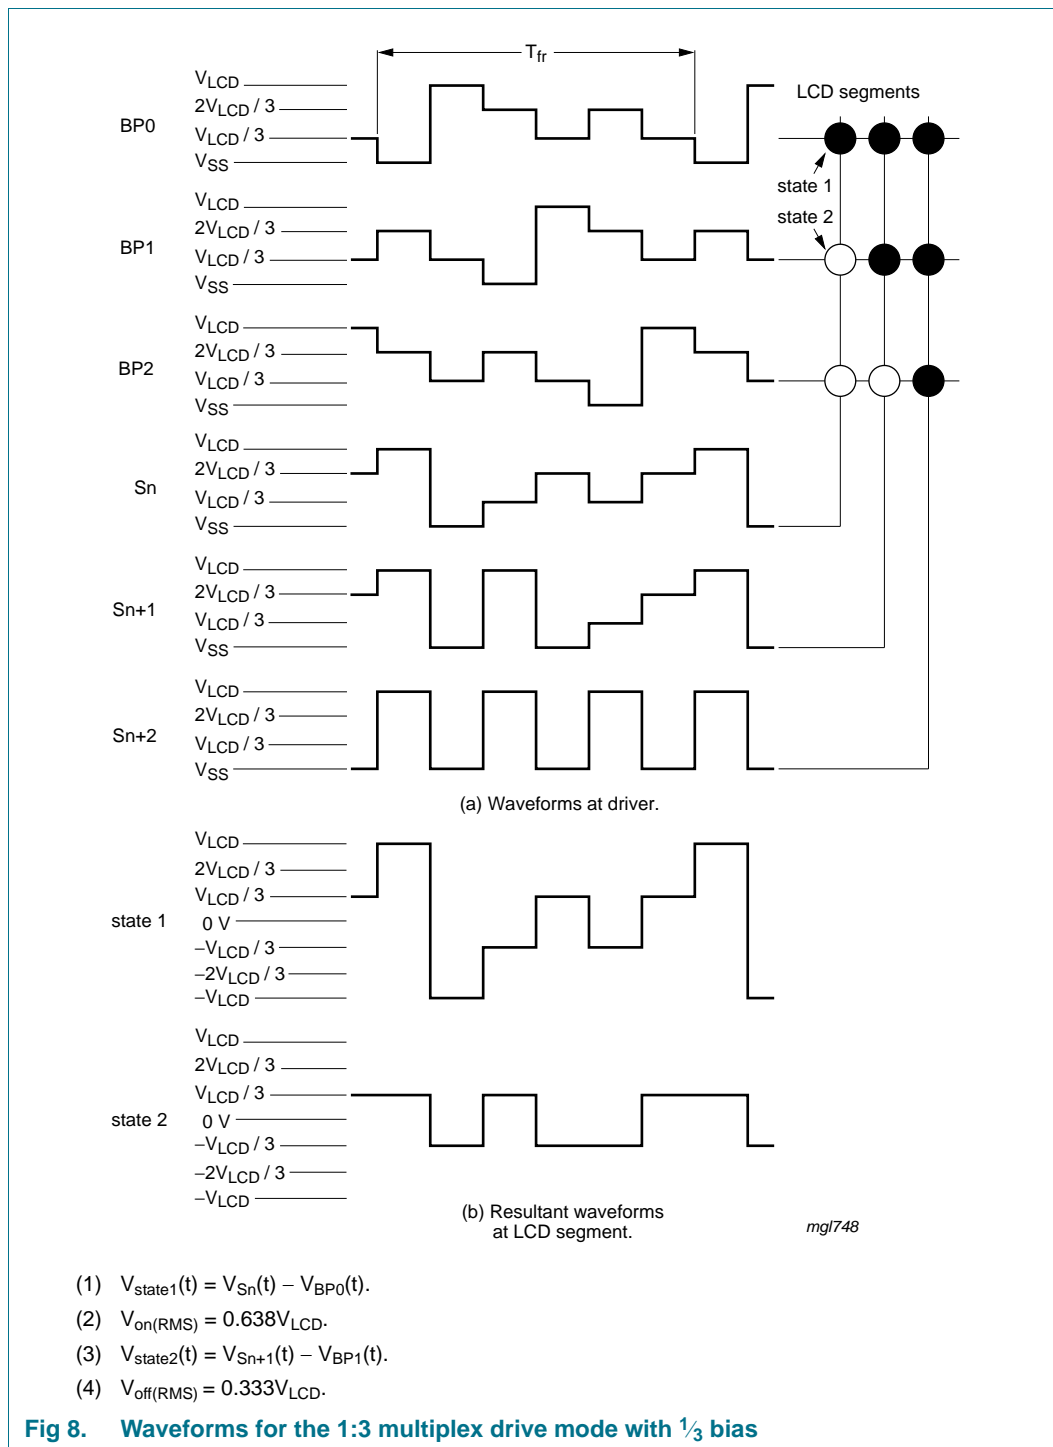 Tfr
BP0
VLCD
2VLCD / 3
VLCD / 3
VSS
LCD segments
state 1
state 2
BP1
VLCD
2VLCD / 3
VLCD / 3
VSS
BP2
VLCD
2VLCD / 3
VLCD / 3
VSS
Sn
VLCD
2VLCD / 3
VLCD / 3
VSS
Sn+1
VLCD
2VLCD / 3
VLCD / 3
VSS
Sn+2
VLCD
2VLCD / 3
VLCD / 3
VSS
(a) Waveforms at driver.
state 1
VLCD
2VLCD / 3
VLCD / 3
0 V
−VLCD / 3
−2VLCD / 3
−VLCD
state 2
VLCD
2VLCD / 3
VLCD / 3
0 V
−VLCD / 3
−2VLCD / 3
−VLCD
(b) Resultant waveforms
at LCD segment.
mgl748
(1) Vstate1(t) = VSn(t) − VBP0(t).
(2) Von(RMS) = 0.638VLCD.
(3) Vstate2(t) = VSn+1(t) − VBP1(t).
(4) Voff(RMS) = 0.333VLCD.
Fig 8. Waveforms for the 1:3 multiplex drive mode with 1⁄3 bias